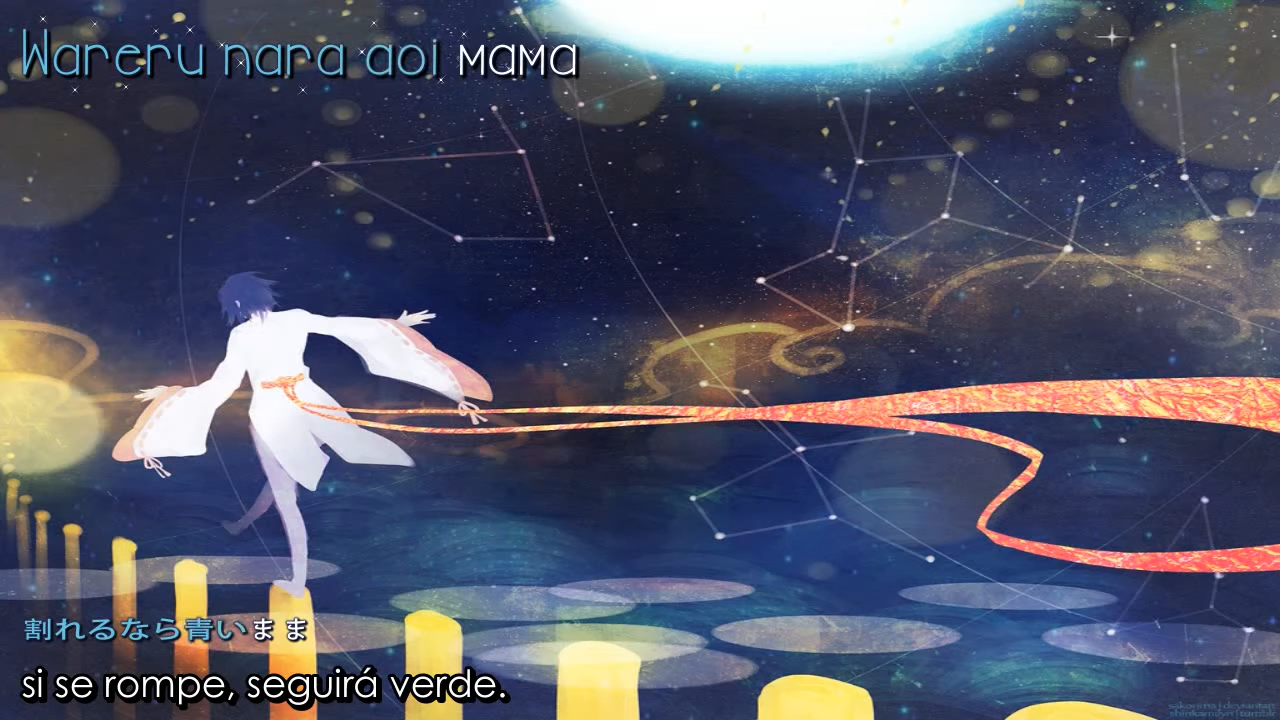 Wareru nara aoi mama
割れるなら青いまま
si se rompe, seguirá verde.